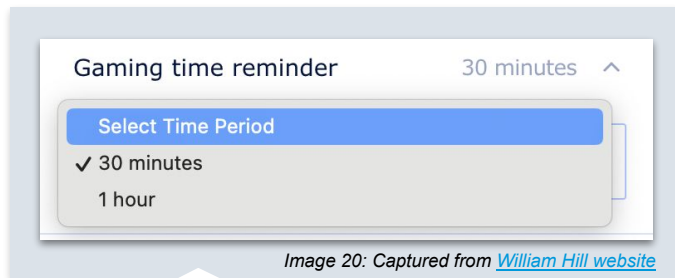 Gaming time reminder 30 minutes
Select Time Period
✓ 30 minutes
1 hour
Image 20: Captured from William Hill website